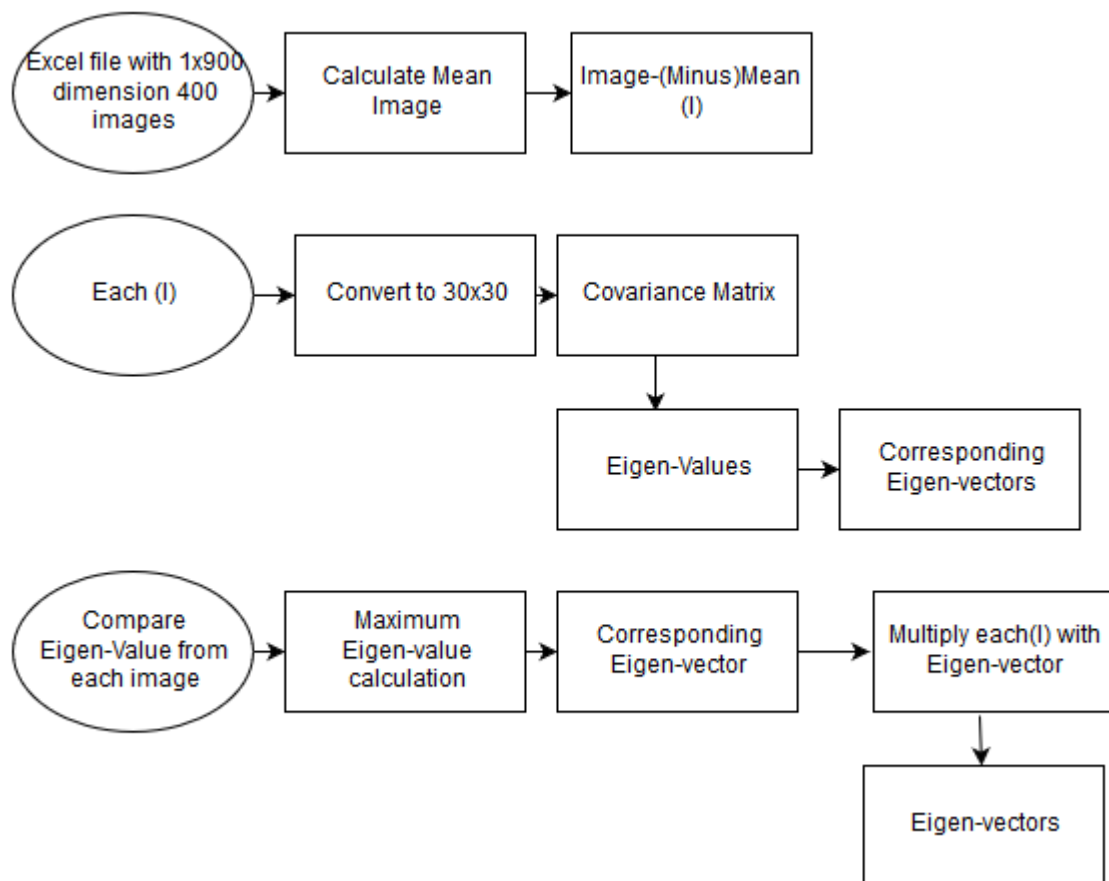 Excel file with 1x900
dimension 400
images
Calculate Mean
Image
Image-(Minus)Mean
(I)
Each (I)
Convert to 30x30
Covariance Matrix
Eigen-Values
Corresponding
Eigen-vectors
Compare
Eigen-Value from
each image
Maximum
Eigen-value
calculation
Corresponding
Eigen-vector
Multiply each(I) with
Eigen-vector
Eigen-vectors